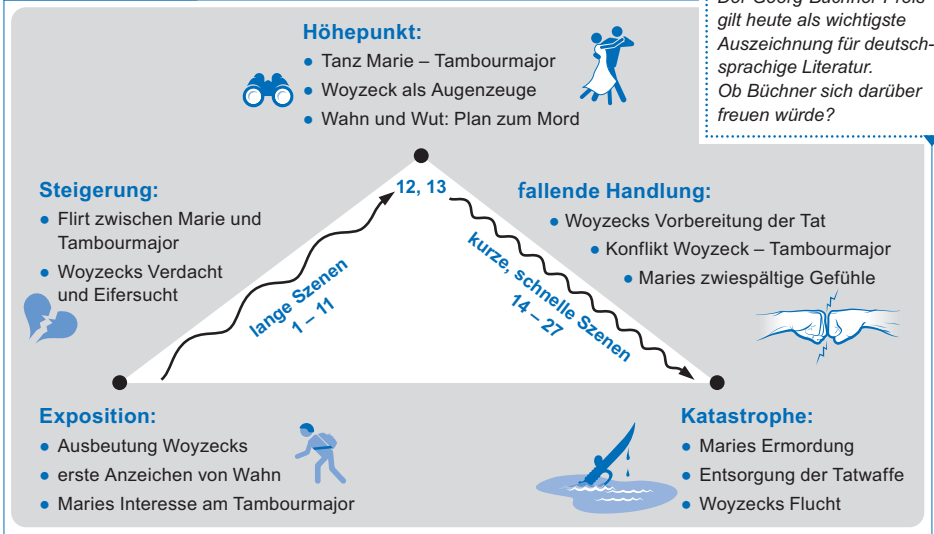 Der Georg-Büchner-Preis
gilt heute als wichtigste
Auszeichnung für deutsch-
sprachige Literatur.
Ob Büchner sich darüber
freuen würde?
Höhepunkt:
● Tanz Marie – Tambourmajor
● Woyzeck als Augenzeuge
● Wahn und Wut: Plan zum Mord
Steigerung:
● Flirt zwischen Marie und
Tambourmajor
● Woyzecks Verdacht
und Eifersucht
12, 13
lange Szenen
1 – 11
kurze, schnelle Szenen
14 – 27
fallende Handlung:
● Woyzecks Vorbereitung der Tat
● Konflikt Woyzeck – Tambourmajor
● Maries zwiespältige Gefühle
Exposition:
● Ausbeutung Woyzecks
● erste Anzeichen von Wahn
● Maries Interesse am Tambourmajor
Katastrophe:
● Maries Ermordung
● Entsorgung der Tatwaffe
● Woyzecks Flucht